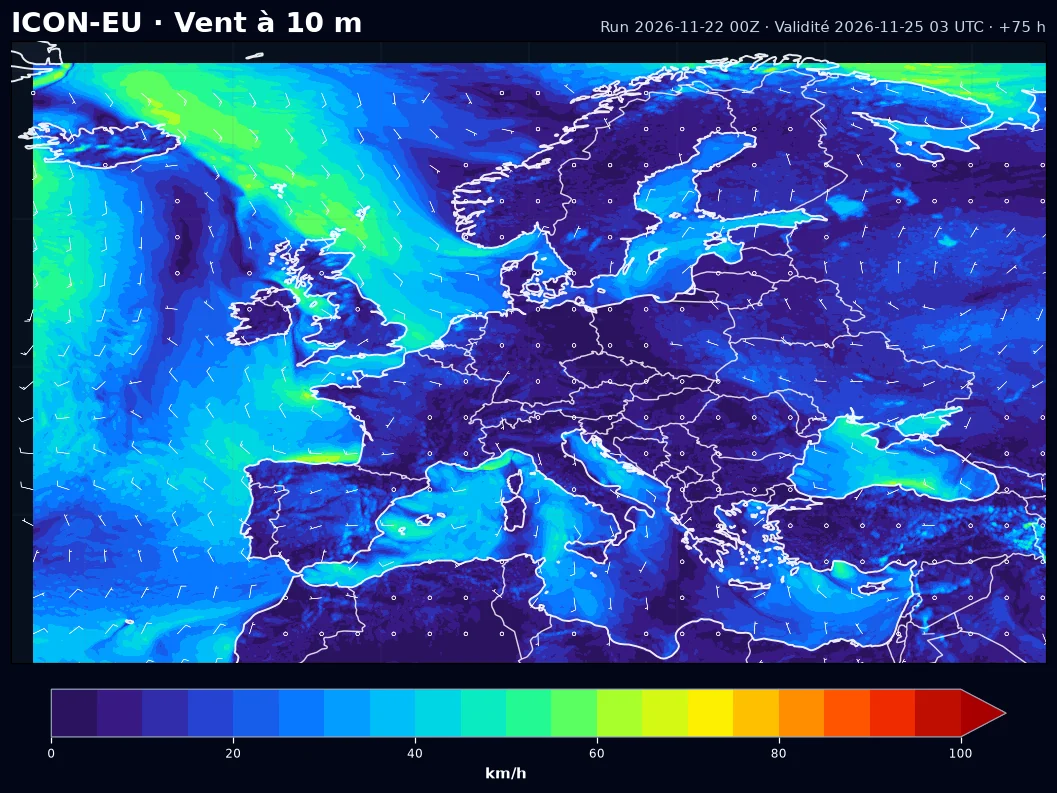 ICON-EU · Vent à 10 m
Run 2026-11-22 00Z · Validité 2026-11-25 03 UTC · +75 h
0 20 40 60 80 100
km/h